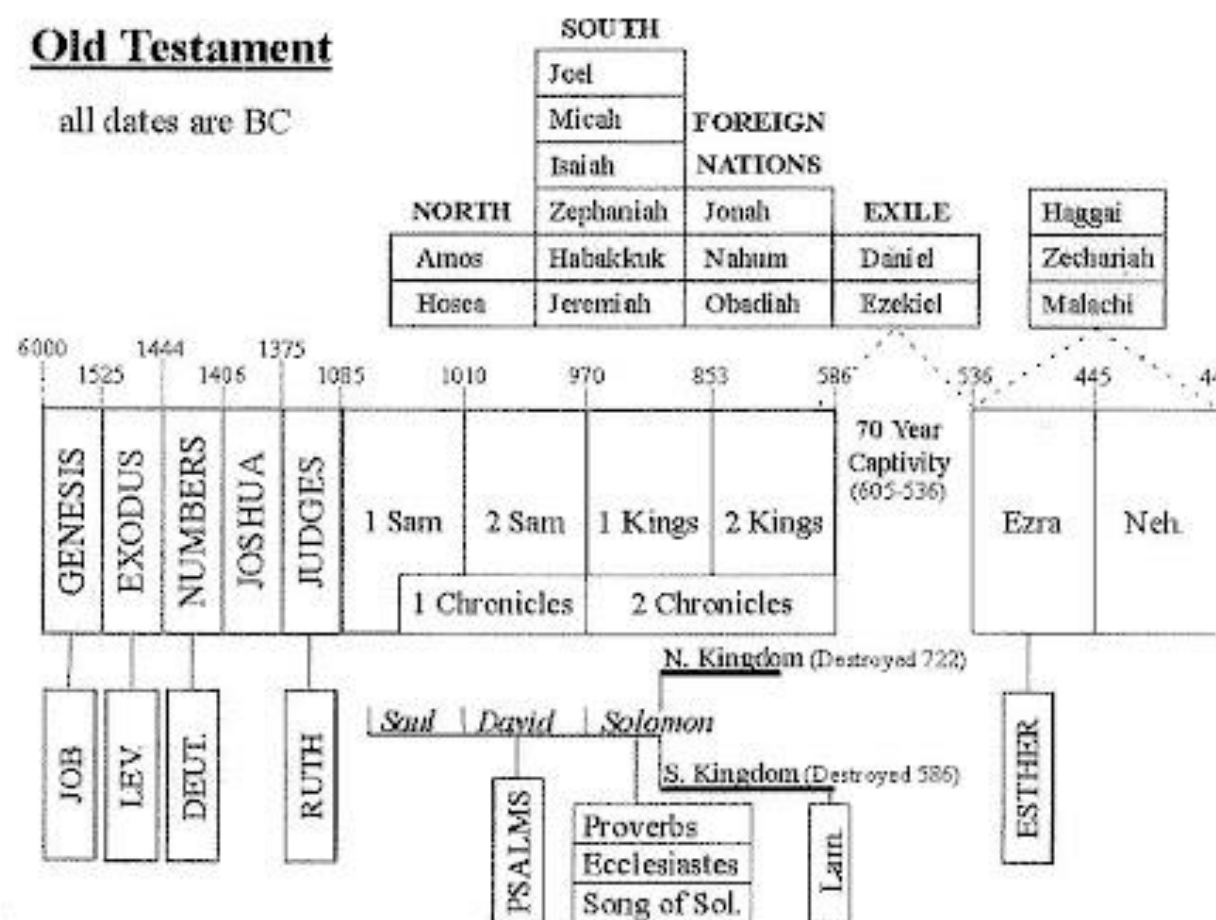 Old Testament
all dates are BC
SOUTH
Joel
Micah
Isaiah
Zephaniah
Habakkuk
Jeremiah
FOREIGN
NATIONS
Jonah
Nahum
Obadiah
NORTH
Amos
Hosea
EXILE
Daniel
Ezekiel
Haggai
Zechariah
Malachi
6000
1525
1444
1406
1375
1085
1010
970
853
586
536
445
GENESIS
EXODUS
NUMBERS
JOSHUA
JUDGES
1 Sam
2 Sam
1 Kings
2 Kings
1 Chronicles
2 Chronicles
70 Year
Captivity
(605-536)
Ezra
Neh.
JOB
LEV.
DEUT.
RUTH
Saul
David
Solomon
N. Kingdom (Destroyed 722)
S. Kingdom (Destroyed 586)
PSALMS
Proverbs
Ecclesiastes
Song of Sol.
Lam.
ESTHER